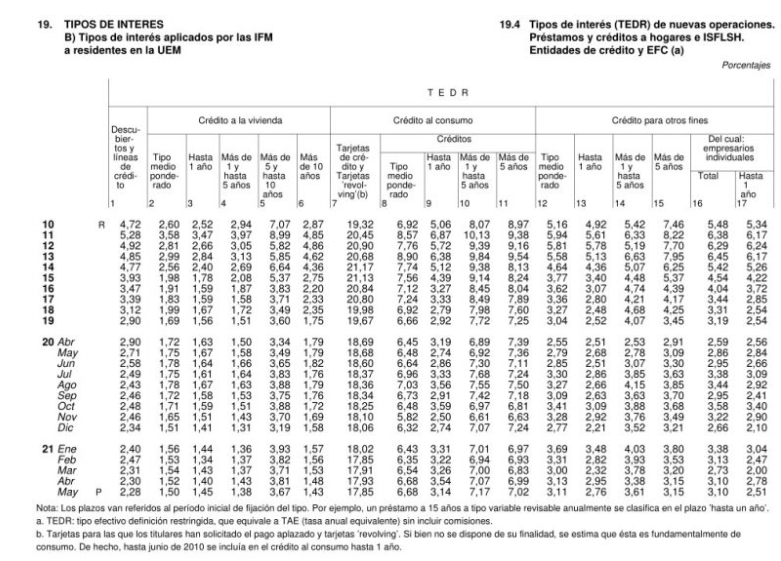 19. TIPOS DE INTERES
B) Tipos de interés aplicados por las IFM
a residentes en la UEM
19.4 Tipos de interés (TEDR) de nuevas operaciones.
Préstamos y créditos a hogares e ISFLSH.
Entidades de crédito y EFC (a)
Porcentajes
T E D R
Descu-
bier-
tos y
líneas
de
crédi-
to
Crédito a la vivienda
Crédito al consumo
Crédito para otros fines
Tipo
medio
ponde-
rado
Hasta
1 año
Más de
1 y
hasta
5 años
Más de
5 y
hasta
10
años
Más
de 10
años
Tarjetas
de cré-
dito y
Tarjetas
'revol-
ving'(b)
Créditos
Tipo
medio
ponde-
rado
Hasta
1 año
Más de
1 y
hasta
5 años
Más de
5 años
Tipo
medio
ponde-
rado
Hasta
1 año
Más de
1 y
hasta
5 años
Más de
5 años
Del cual:
empresarios
individuales
Total
Hasta
1
año
1 2 3 4 5 6 7 8 9 10 11 12 13 14 15 16 17
10 R 4,72 2,60 2,52 2,94 7,07 2,87 19,32 6,92 5,06 8,07 8,97 5,16 4,92 5,42 7,46 5,48 5,34
11 5,28 3,58 3,47 3,97 8,99 4,85 20,45 8,57 6,87 10,13 9,38 5,94 5,61 6,33 8,22 6,38 6,17
12 4,92 2,81 2,66 3,05 5,82 4,86 20,90 7,76 5,72 9,39 9,16 5,81 5,78 5,19 7,70 6,29 6,24
13 4,85 2,99 2,84 3,13 5,85 4,62 20,68 8,90 6,38 9,84 9,54 5,58 5,13 6,63 7,95 6,45 6,17
14 4,77 2,56 2,40 2,69 6,64 4,36 21,17 7,74 5,12 9,38 8,13 4,64 4,36 5,07 6,25 5,42 5,26
15 3,93 1,98 1,78 2,08 5,37 2,75 21,13 7,56 4,39 9,14 8,24 3,77 3,40 4,48 5,37 4,54 4,22
16 3,47 1,91 1,59 1,87 3,83 2,20 20,84 7,12 3,27 8,45 8,04 3,62 3,07 4,74 4,39 4,04 3,72
17 3,39 1,83 1,59 1,58 3,71 2,33 20,80 7,24 3,33 8,49 7,89 3,36 2,80 4,21 4,17 3,44 2,85
18 3,12 1,99 1,67 1,72 3,49 2,35 19,98 6,92 2,79 7,98 7,60 3,27 2,48 4,68 4,25 3,31 2,54
19 2,90 1,69 1,56 1,51 3,60 1,75 19,67 6,66 2,92 7,72 7,25 3,04 2,52 4,07 3,45 3,19 2,54
20 Abr 2,90 1,72 1,63 1,50 3,34 1,79 18,69 6,45 3,19 6,89 7,39 2,55 2,51 2,53 2,91 2,59 2,56
May 2,71 1,75 1,67 1,58 3,49 1,79 18,68 6,48 2,74 6,92 7,36 2,79 2,68 2,78 3,09 2,86 2,84
Jun 2,58 1,78 1,64 1,66 3,65 1,82 18,60 6,64 2,86 7,30 7,11 2,85 2,51 3,07 3,30 2,95 2,66
Jul 2,49 1,75 1,61 1,64 3,83 1,76 18,37 6,96 3,33 7,68 7,24 3,30 2,86 3,85 3,63 3,38 3,09
Ago 2,43 1,78 1,67 1,63 3,88 1,79 18,36 7,03 3,56 7,55 7,50 3,27 2,66 4,15 3,85 3,44 2,92
Sep 2,46 1,72 1,58 1,53 3,75 1,76 18,34 6,73 2,91 7,42 7,18 3,09 2,63 3,63 3,70 2,95 2,41
Oct 2,48 1,71 1,59 1,51 3,88 1,72 18,25 6,48 3,59 6,97 6,81 3,41 3,09 3,88 3,68 3,58 3,40
Nov 2,46 1,65 1,51 1,43 3,70 1,69 18,10 5,82 2,50 6,61 6,63 3,28 2,92 3,76 3,49 3,22 2,90
Dic 2,34 1,51 1,41 1,31 3,19 1,58 18,06 6,32 2,74 7,07 7,24 2,77 2,21 3,52 3,21 2,66 2,10
21 Ene 2,40 1,56 1,44 1,36 3,93 1,57 18,02 6,43 3,31 7,01 6,97 3,69 3,48 4,03 3,80 3,38 3,04
Feb 2,47 1,53 1,34 1,37 3,82 1,56 17,85 6,35 3,22 6,94 6,93 3,31 2,82 3,93 3,53 3,13 2,47
Mar 2,31 1,54 1,43 1,37 3,71 1,53 17,91 6,54 3,26 7,00 6,83 3,00 2,32 3,78 3,20 2,73 2,00
Abr 2,30 1,52 1,40 1,43 3,81 1,48 17,93 6,68 3,54 7,07 6,99 3,13 2,95 3,38 3,15 3,10 2,78
May P 2,28 1,50 1,45 1,38 3,67 1,43 17,85 6,68 3,14 7,17 7,02 3,11 2,76 3,61 3,15 3,10 2,51
Nota: Los plazos van referidos al período inicial de fijación del tipo. Por ejemplo, un préstamo a 15 años a tipo variable revisable anualmente se clasifica en el plazo 'hasta un año'.
a. TEDR: tipo efectivo definición restringida, que equivale a TAE (tasa anual equivalente) sin incluir comisiones.
b. Tarjetas para las que los titulares han solicitado el pago aplazado y tarjetas 'revolving'. Si bien no se dispone de su finalidad, se estima que ésta es fundamentalmente de
consumo. De hecho, hasta junio de 2010 se incluía en el crédito al consumo hasta 1 año.